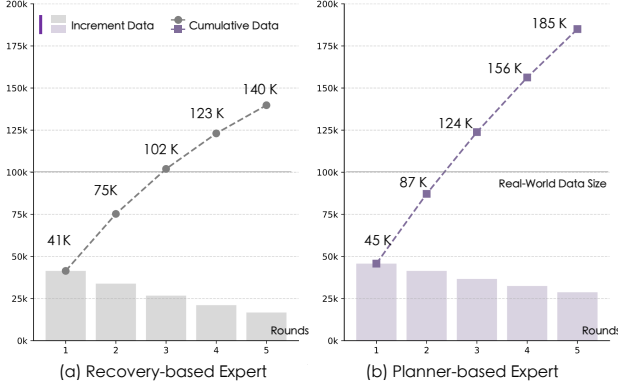 200k
175k
150k
125k
100k
75k
50k
25k
0k
Increment Data
Cumulative Data
41K
75K
102 K
123 K
140 K
Rounds
1 2 3 4 5
(a) Recovery-based Expert
200k
175k
150k
125k
100k
75k
50k
25k
0k
45 K
87 K
124 K
156 K
185 K
Real-World Data Size
Rounds
1 2 3 4 5
(b) Planner-based Expert